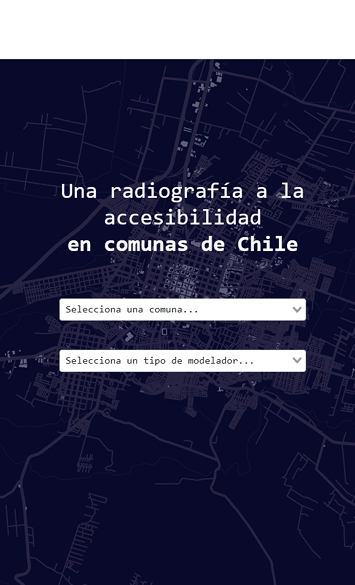 Una radiografía a la
accesibilidad
en comunas de Chile
Selecciona una comuna...
Selecciona un tipo de modelador...